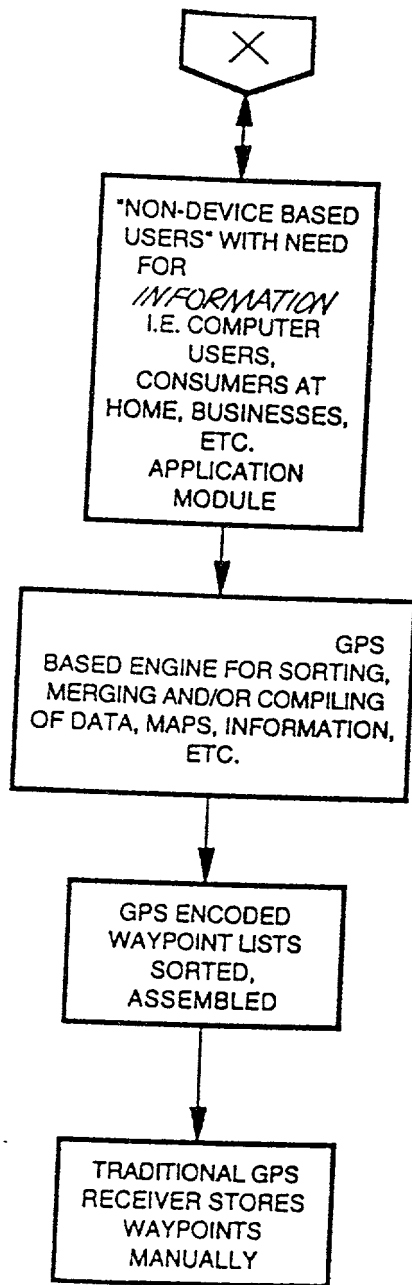 X
"NON-DEVICE BASED
USERS" WITH NEED
FOR
INFORMATION
I.E. COMPUTER
USERS,
CONSUMERS AT
HOME, BUSINESSES,
ETC.
APPLICATION
MODULE
GPS
BASED ENGINE FOR SORTING,
MERGING AND/OR COMPILING
OF DATA, MAPS, INFORMATION,
ETC.
GPS ENCODED
WAYPOINT LISTS
SORTED,
ASSEMBLED
TRADITIONAL GPS
RECEIVER STORES
WAYPOINTS
MANUALLY